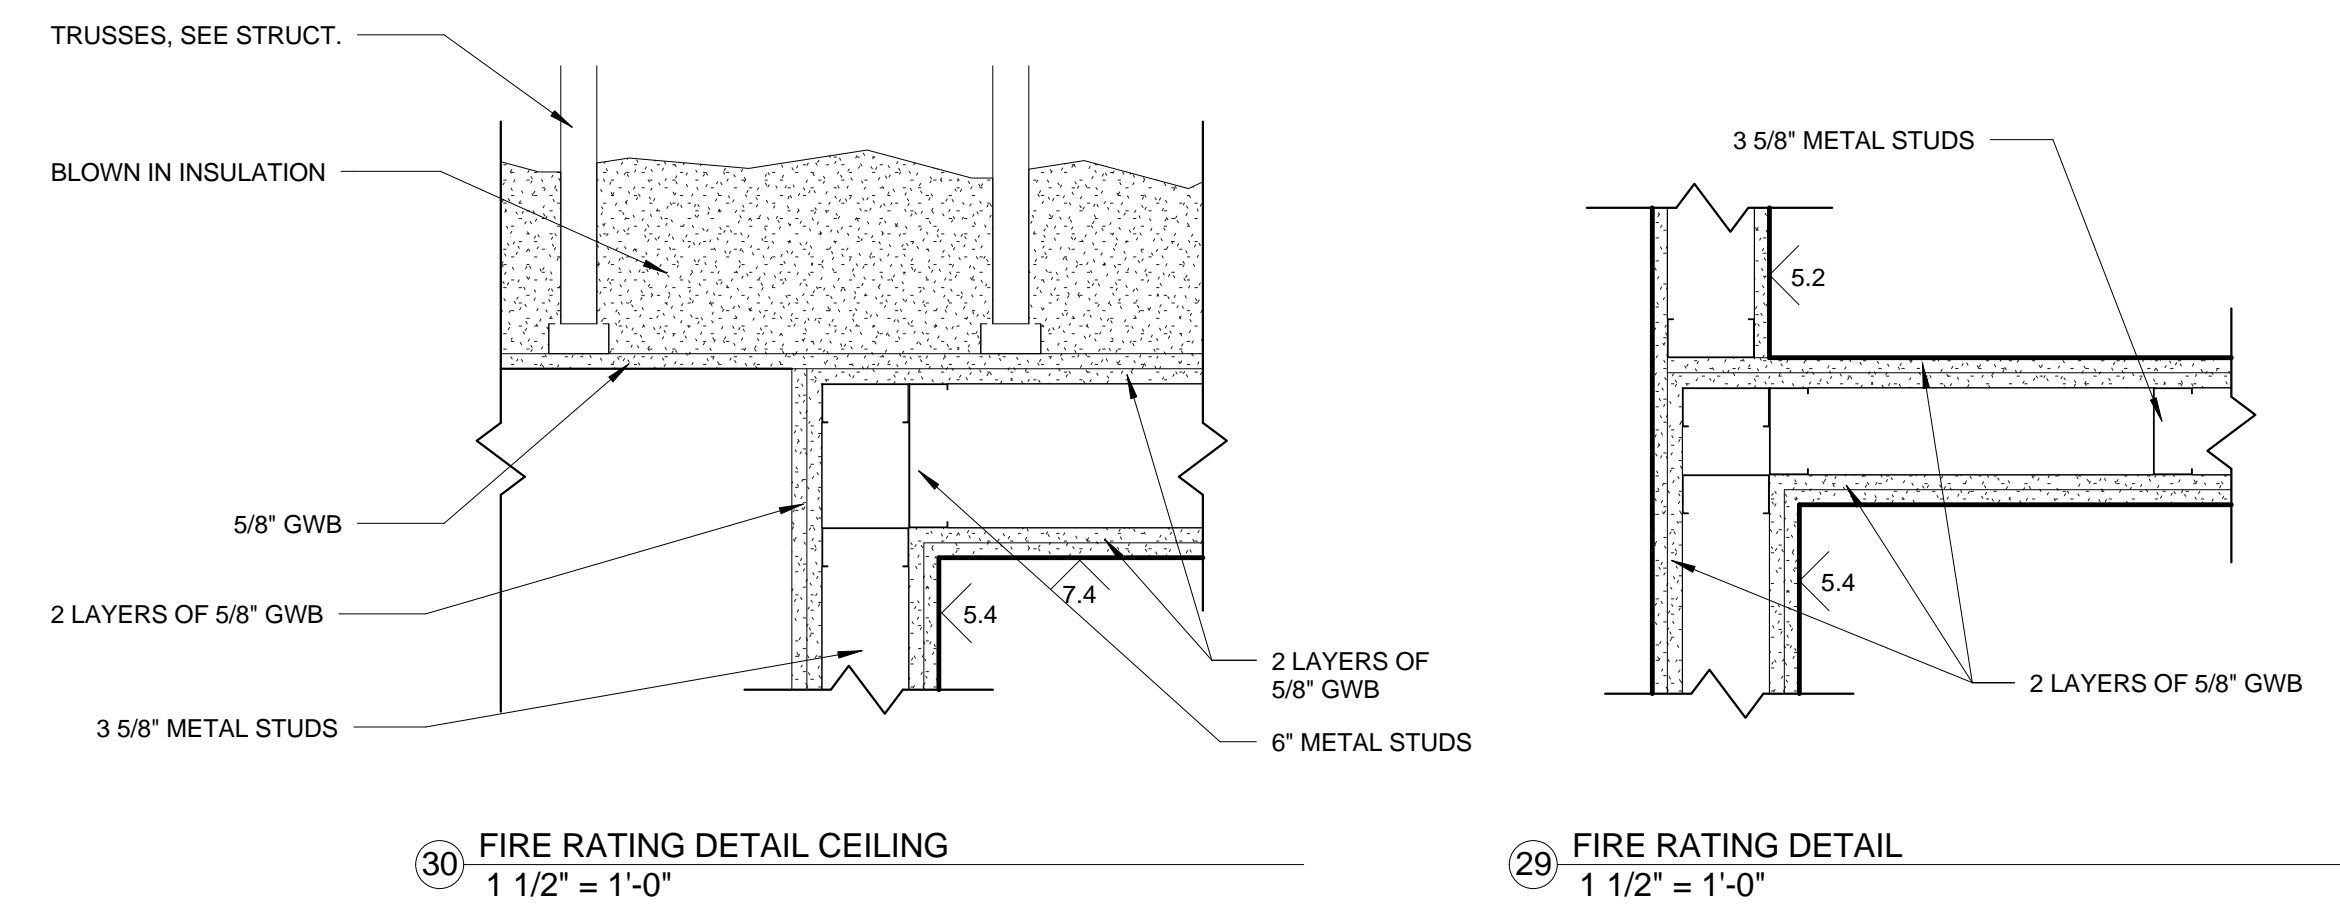 TRUSSES, SEE STRUCT.
BLOWN IN INSULATION
5/8" GWB
2 LAYERS OF 5/8" GWB
3 5/8" METAL STUDS
5.4
7.4
2 LAYERS OF
5/8" GWB
6" METAL STUDS
30
FIRE RATING DETAIL CEILING
1 1/2" = 1'-0"
3 5/8" METAL STUDS
5.2
5.4
2 LAYERS OF 5/8" GWB
29
FIRE RATING DETAIL
1 1/2" = 1'-0"